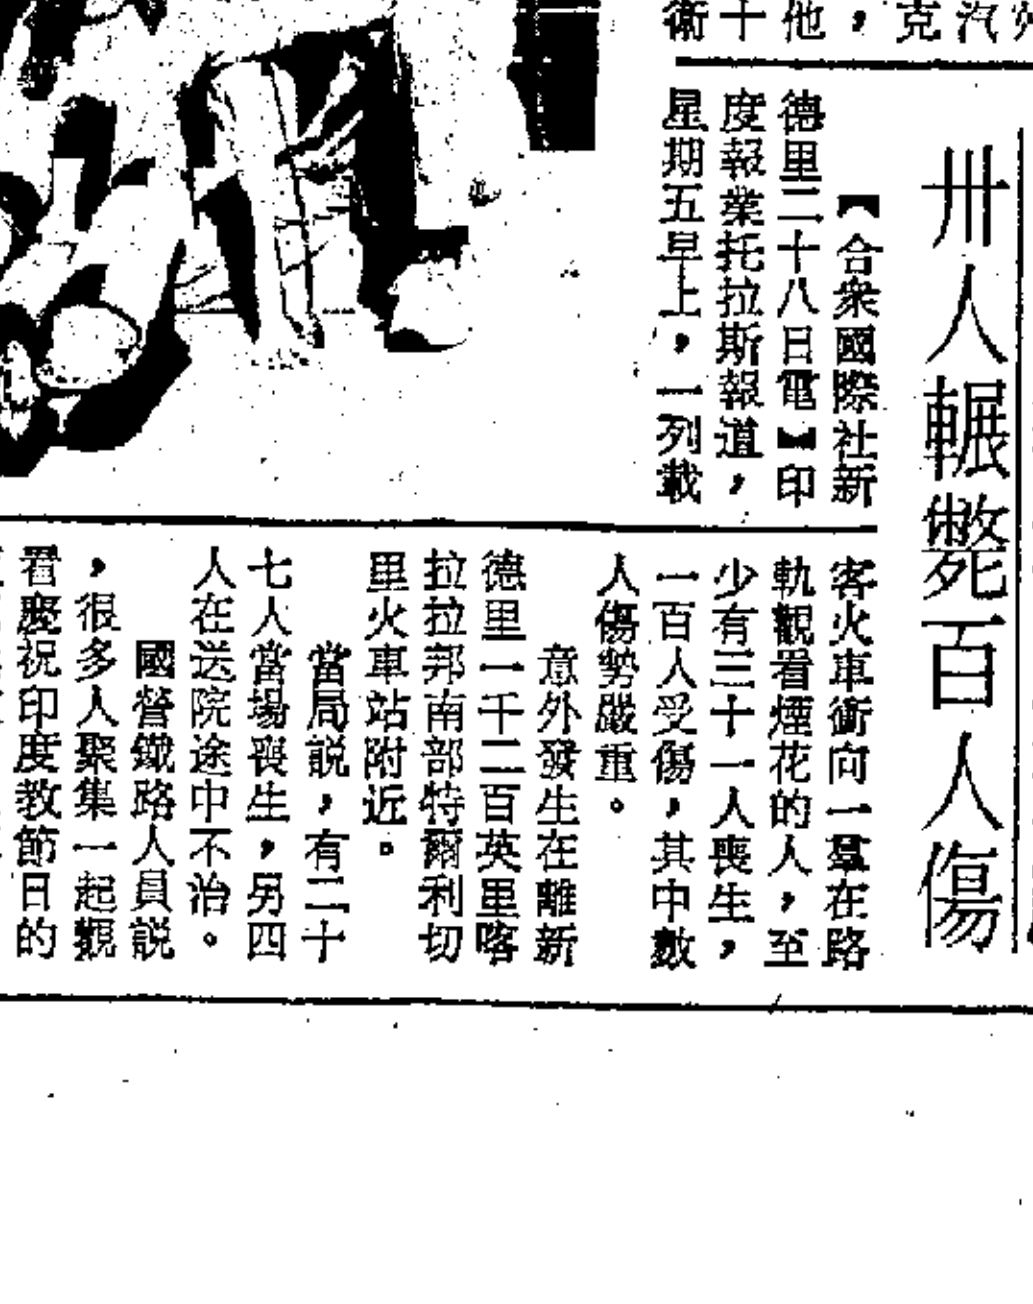 汽
克
，
他
十
衞
卅人輾斃百人傷
【合衆國際社新
德里二十八日電】印
度報業托拉斯報道，
星期五早上，一列載
客火車衝向一羣在路
軌觀看煙花的人，至
少有三十一人喪生，
一百人受傷，其中數
人傷勢嚴重。
意外發生在離新
德里一千二百英里喀
拉拉邦南部特爾利切
里火車站附近。
當局説，有二十
七人當場喪生，另四
人在送院途中不治。
國營鐵路人員説
，很多人聚集一起觀
看慶祝印度教節日的